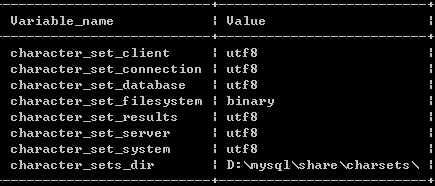 Variable_name | Value
character_set_client | utf8
character_set_connection | utf8
character_set_database | utf8
character_set_filesystem | binary
character_set_results | utf8
character_set_server | utf8
character_set_system | utf8
character_sets_dir | D:\mysql\share\charsets\